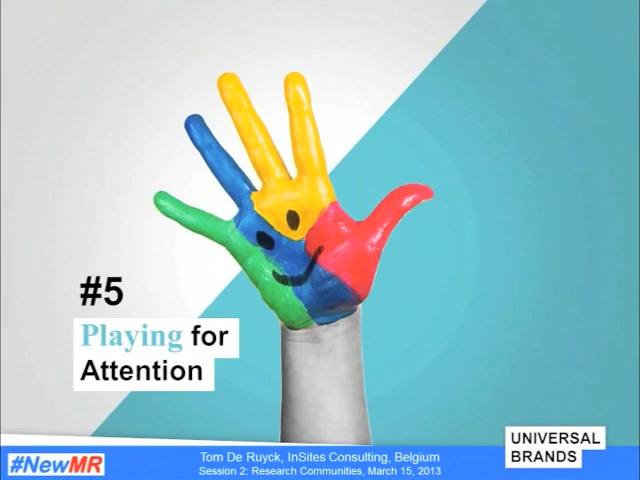 #5
Playing for
Attention
UNIVERSAL
BRANDS
#NewMR
Tom De Ruyck, InSites Consulting, Belgium
Session 2: Research Communities, March 15, 2013